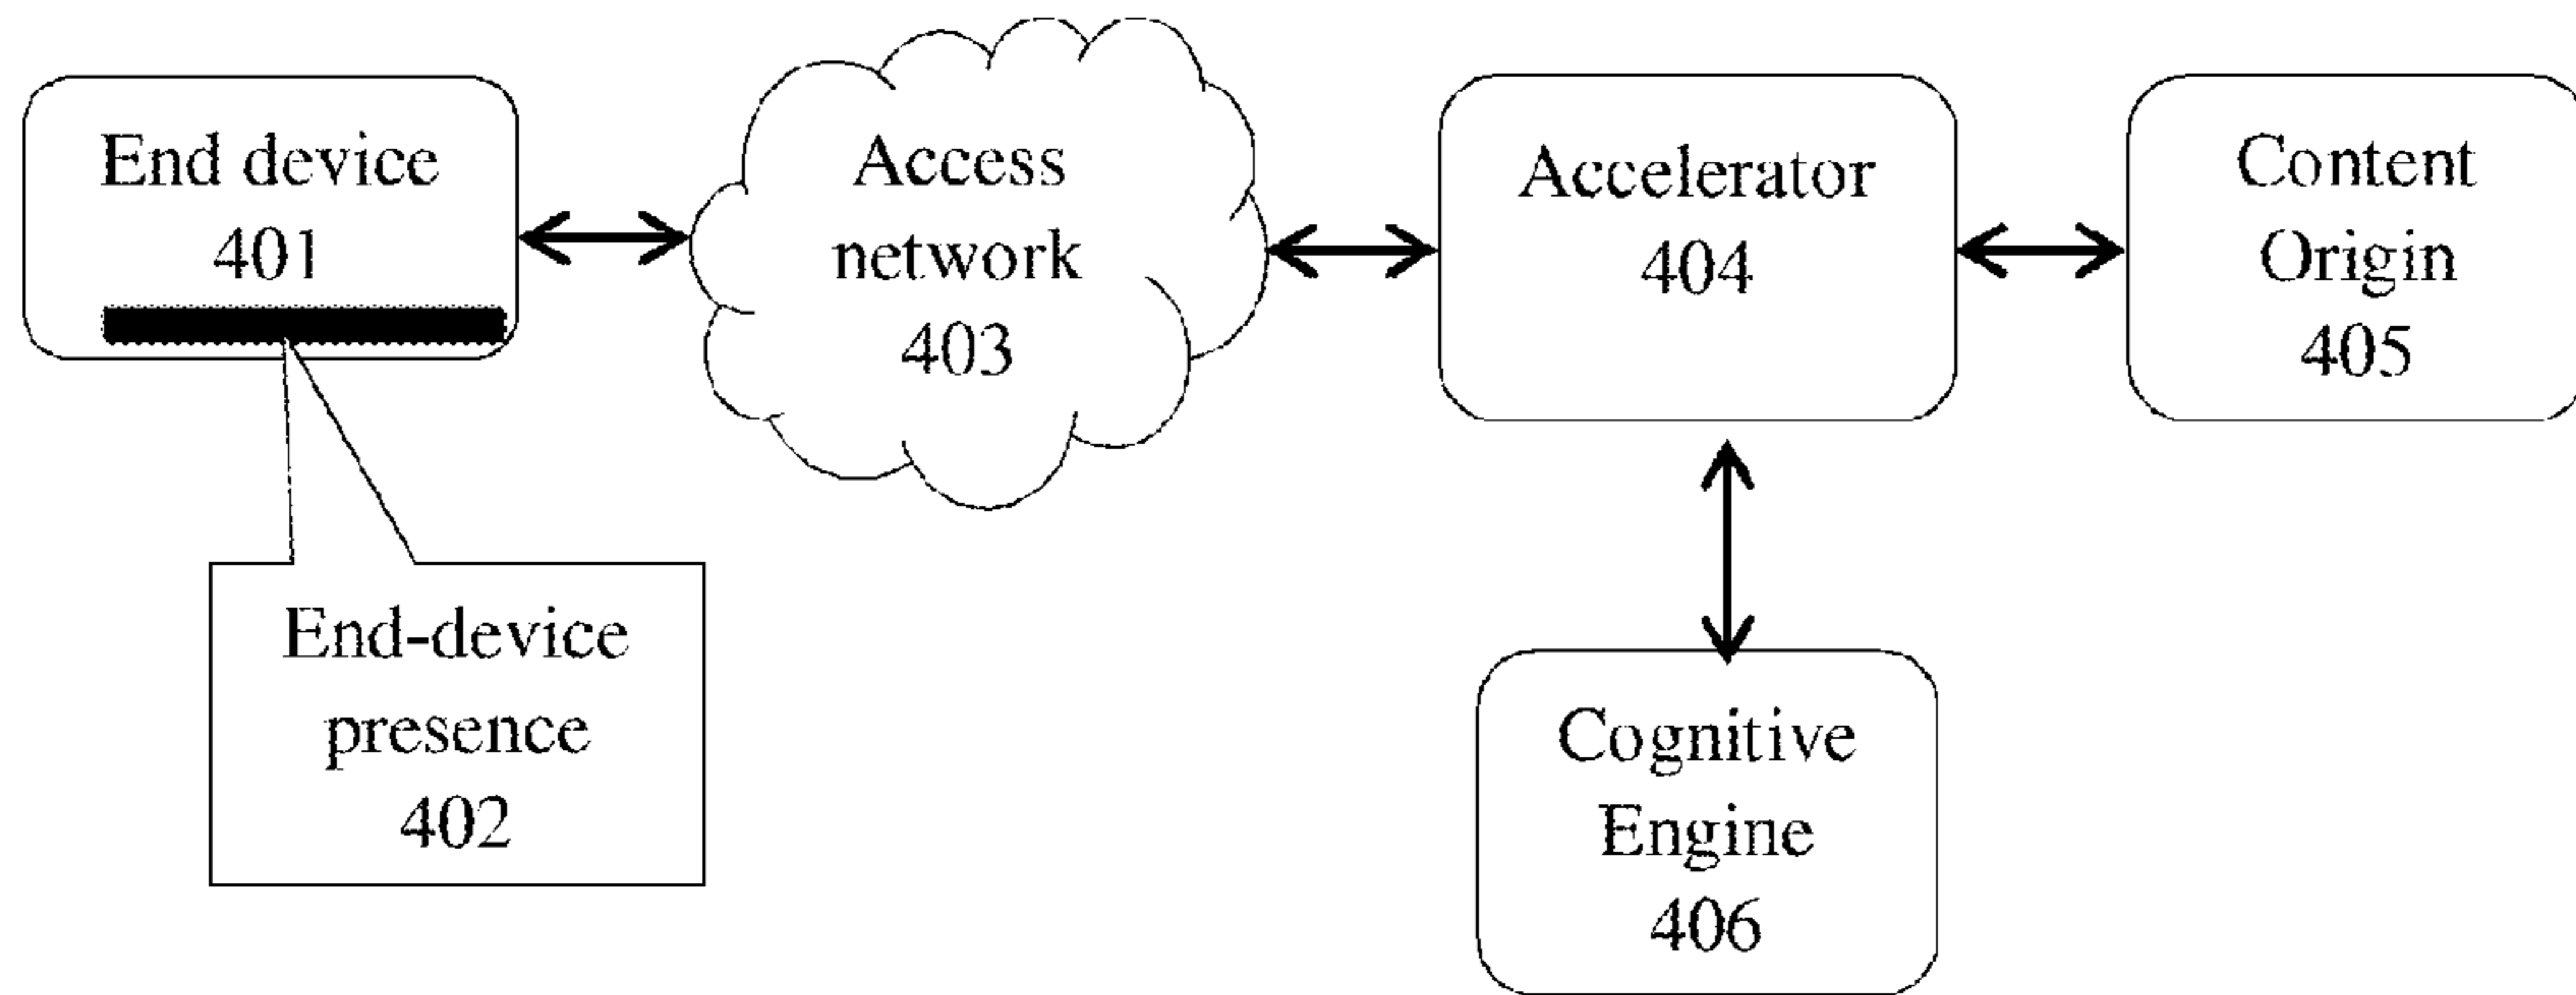 End device
401
Access
network
403
Accelerator
404
Content
Origin
405
End-device
presence
402
Cognitive
Engine
406